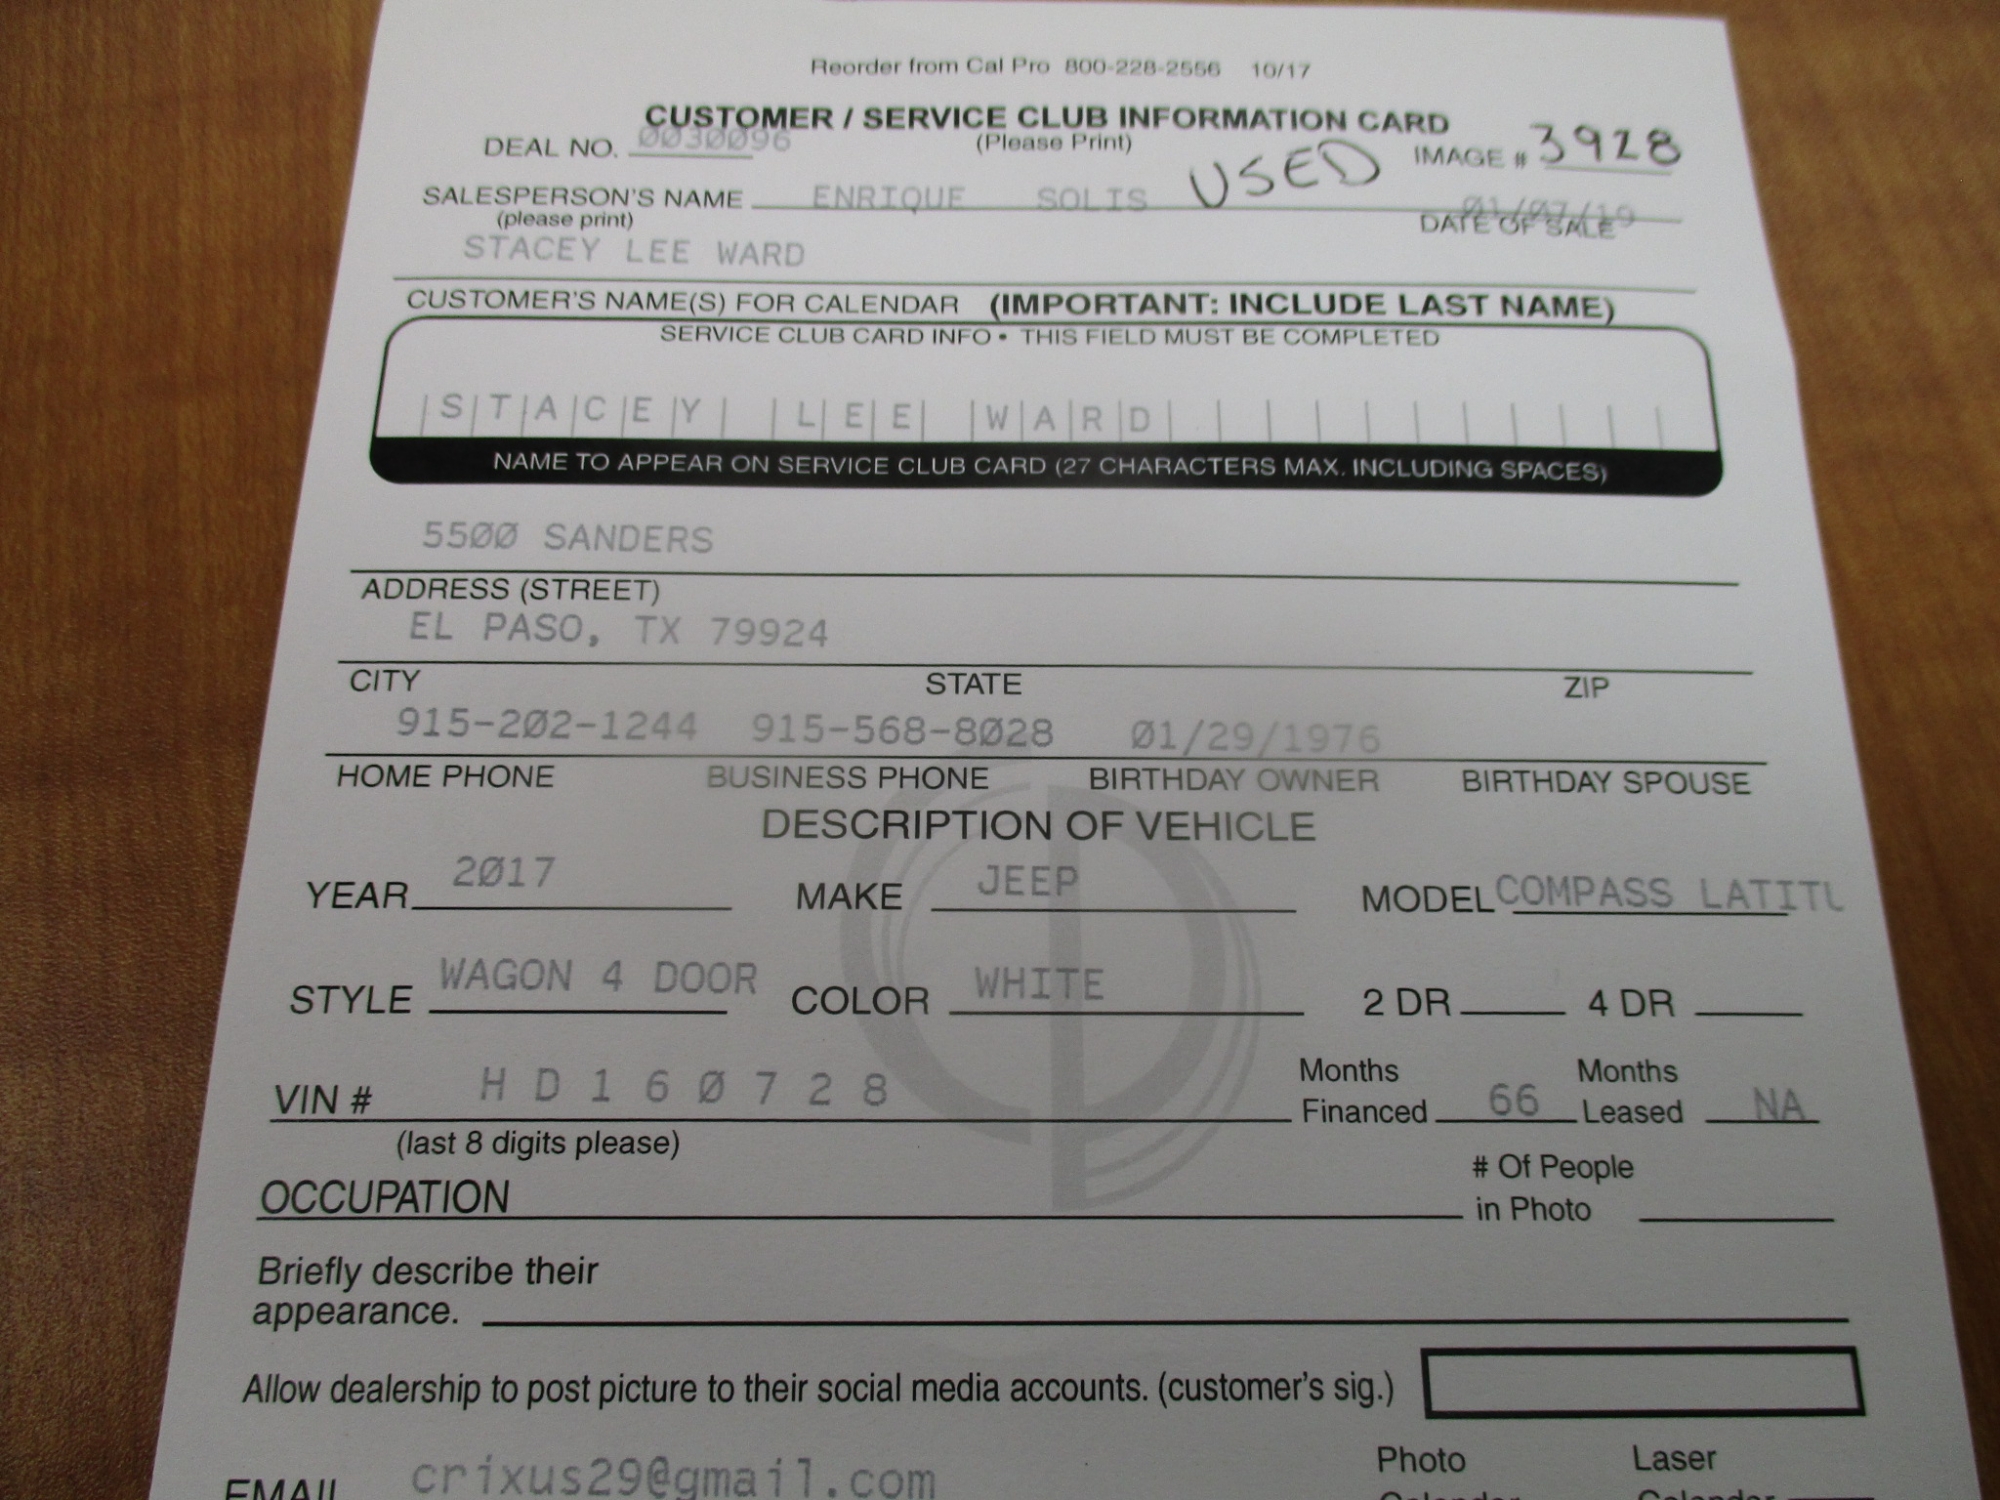 Reorder from Cal Pro 800-228-2556 10/17
CUSTOMER / SERVICE CLUB INFORMATION CARD
DEAL NO. 0030096 (Please Print) USED IMAGE # 3928
SALESPERSON'S NAME ENRIQUE SOLIS 01/07/19
(please print) DATE OF SALE
STACEY LEE WARD
CUSTOMER'S NAME(S) FOR CALENDAR (IMPORTANT: INCLUDE LAST NAME)
SERVICE CLUB CARD INFO • THIS FIELD MUST BE COMPLETED
STACEY LEE WARD
NAME TO APPEAR ON SERVICE CLUB CARD (27 CHARACTERS MAX. INCLUDING SPACES)
5500 SANDERS
ADDRESS (STREET)
EL PASO, TX 79924
CITY STATE ZIP
915-202-1244 915-568-8028 01/29/1976
HOME PHONE BUSINESS PHONE BIRTHDAY OWNER BIRTHDAY SPOUSE
DESCRIPTION OF VEHICLE
YEAR 2017 MAKE JEEP MODEL COMPASS LATITU
STYLE WAGON 4 DOOR COLOR WHITE 2 DR 4 DR
VIN # HD160728 Months Financed 66 Months Leased NA
(last 8 digits please)
OCCUPATION # Of People in Photo
Briefly describe their
appearance.
Allow dealership to post picture to their social media accounts. (customer's sig.)
EMAIL crixus29@gmail.com Photo Laser